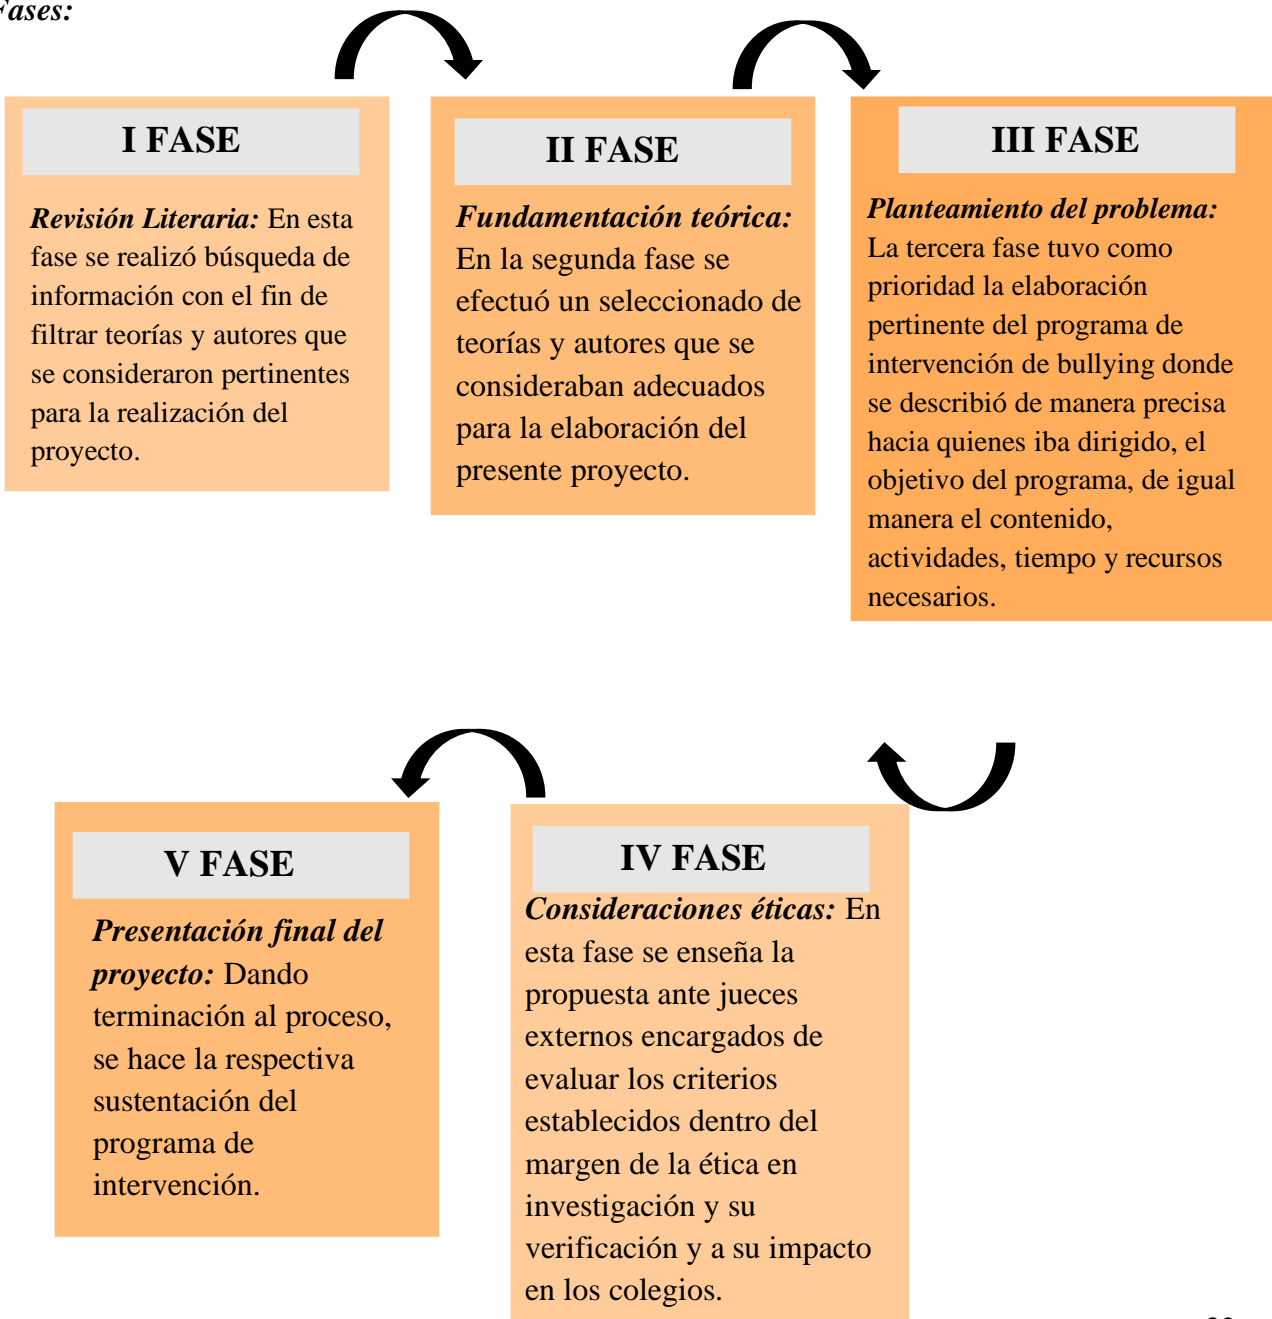 Fases:
I FASE
Revisión Literaria: En esta
fase se realizó búsqueda de
información con el fin de
filtrar teorías y autores que
se consideraron pertinentes
para la realización del
proyecto.
II FASE
Fundamentación teórica:
En la segunda fase se
efectuó un seleccionado de
teorías y autores que se
consideraban adecuados
para la elaboración del
presente proyecto.
III FASE
Planteamiento del problema:
La tercera fase tuvo como
prioridad la elaboración
pertinente del programa de
intervención de bullying donde
se describió de manera precisa
hacia quienes iba dirigido, el
objetivo del programa, de igual
manera el contenido,
actividades, tiempo y recursos
necesarios.
IV FASE
Consideraciones éticas: En
esta fase se enseña la
propuesta ante jueces
externos encargados de
evaluar los criterios
establecidos dentro del
margen de la ética en
investigación y su
verificación y a su impacto
en los colegios.
V FASE
Presentación final del
proyecto: Dando
terminación al proceso,
se hace la respectiva
sustentación del
programa de
intervención.